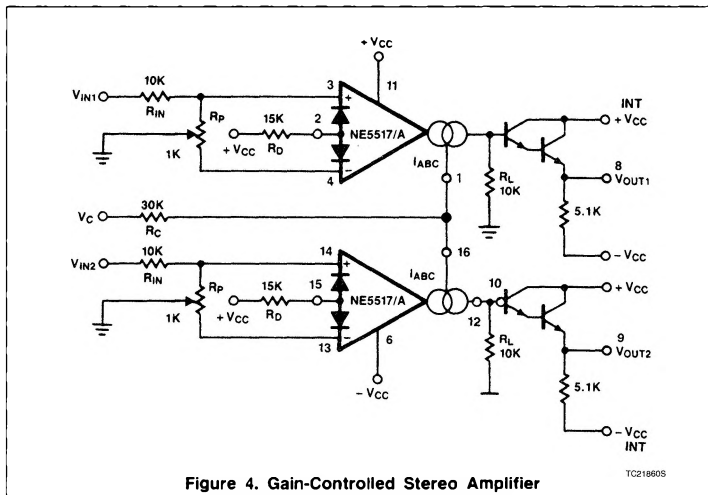 + VCC
11
VIN1
10K
RIN
3
+
INT
+ VCC
RP
15K
2
+ VCC
RD
NE5517/A
1K
4
−
IABC
1
RL
10K
8
VOUT1
5.1K
− VCC
VC
30K
RC
16
VIN2
10K
RIN
14
+
IABC
10
+ VCC
RP
15K
15
+ VCC
RD
NE5517/A
12
1K
13
−
6
RL
10K
9
VOUT2
5.1K
− VCC
− VCC
INT
TC21860S
Figure 4. Gain-Controlled Stereo Amplifier